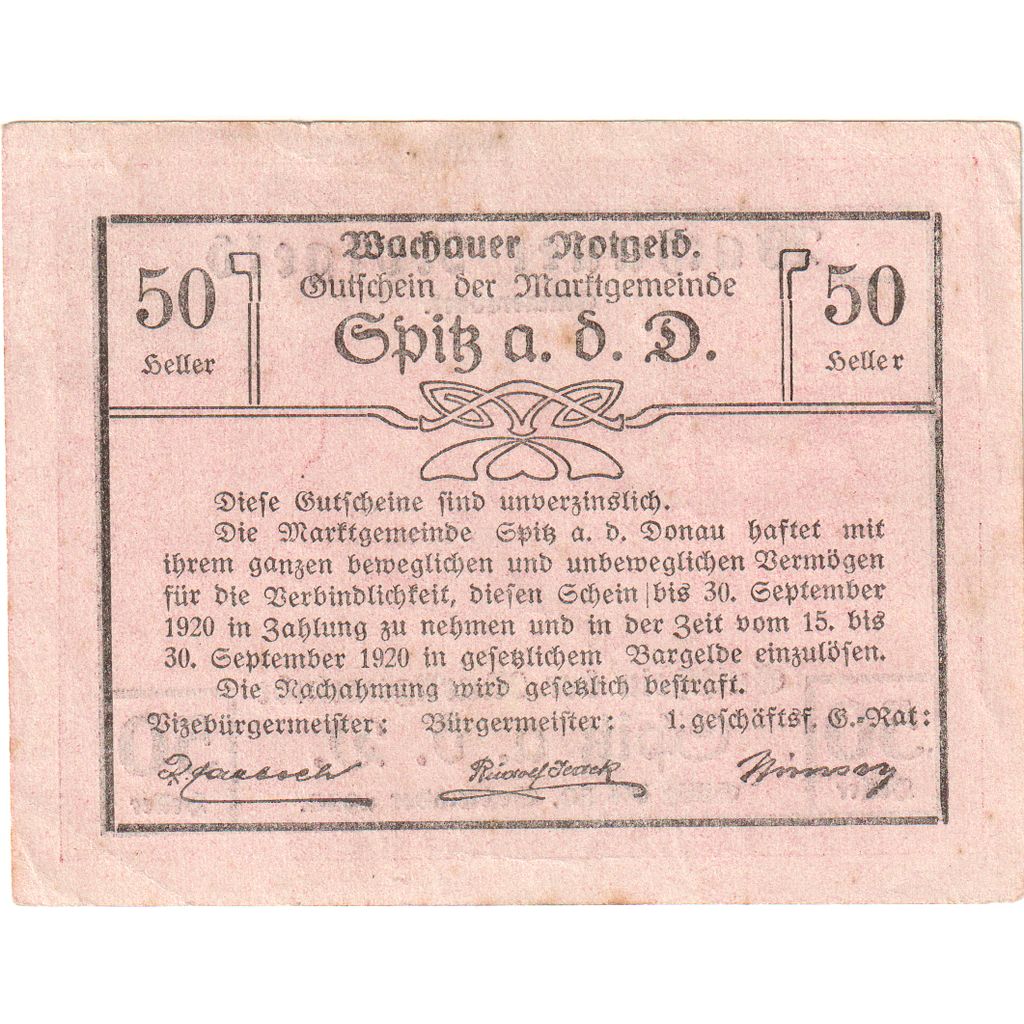 Wachauer Notgeld.
50 Heller
Gutschein der Marktgemeinde
Spitz a. d. D.
50 Heller
Diese Gutscheine sind unverzinslich.
Die Marktgemeinde Spitz a. d. Donau haftet mit
ihrem ganzen beweglichen und unbeweglichen Vermögen
für die Verbindlichkeit, diesen Schein bis 30. September
1920 in Zahlung zu nehmen und in der Zeit vom 15. bis
30. September 1920 in gesetzlichem Bargelde einzulösen.
Die Nachahmung wird gesetzlich bestraft.
Vizebürgermeister: Bürgermeister: 1. geschäftsf. G.-Rat:
Rudolf